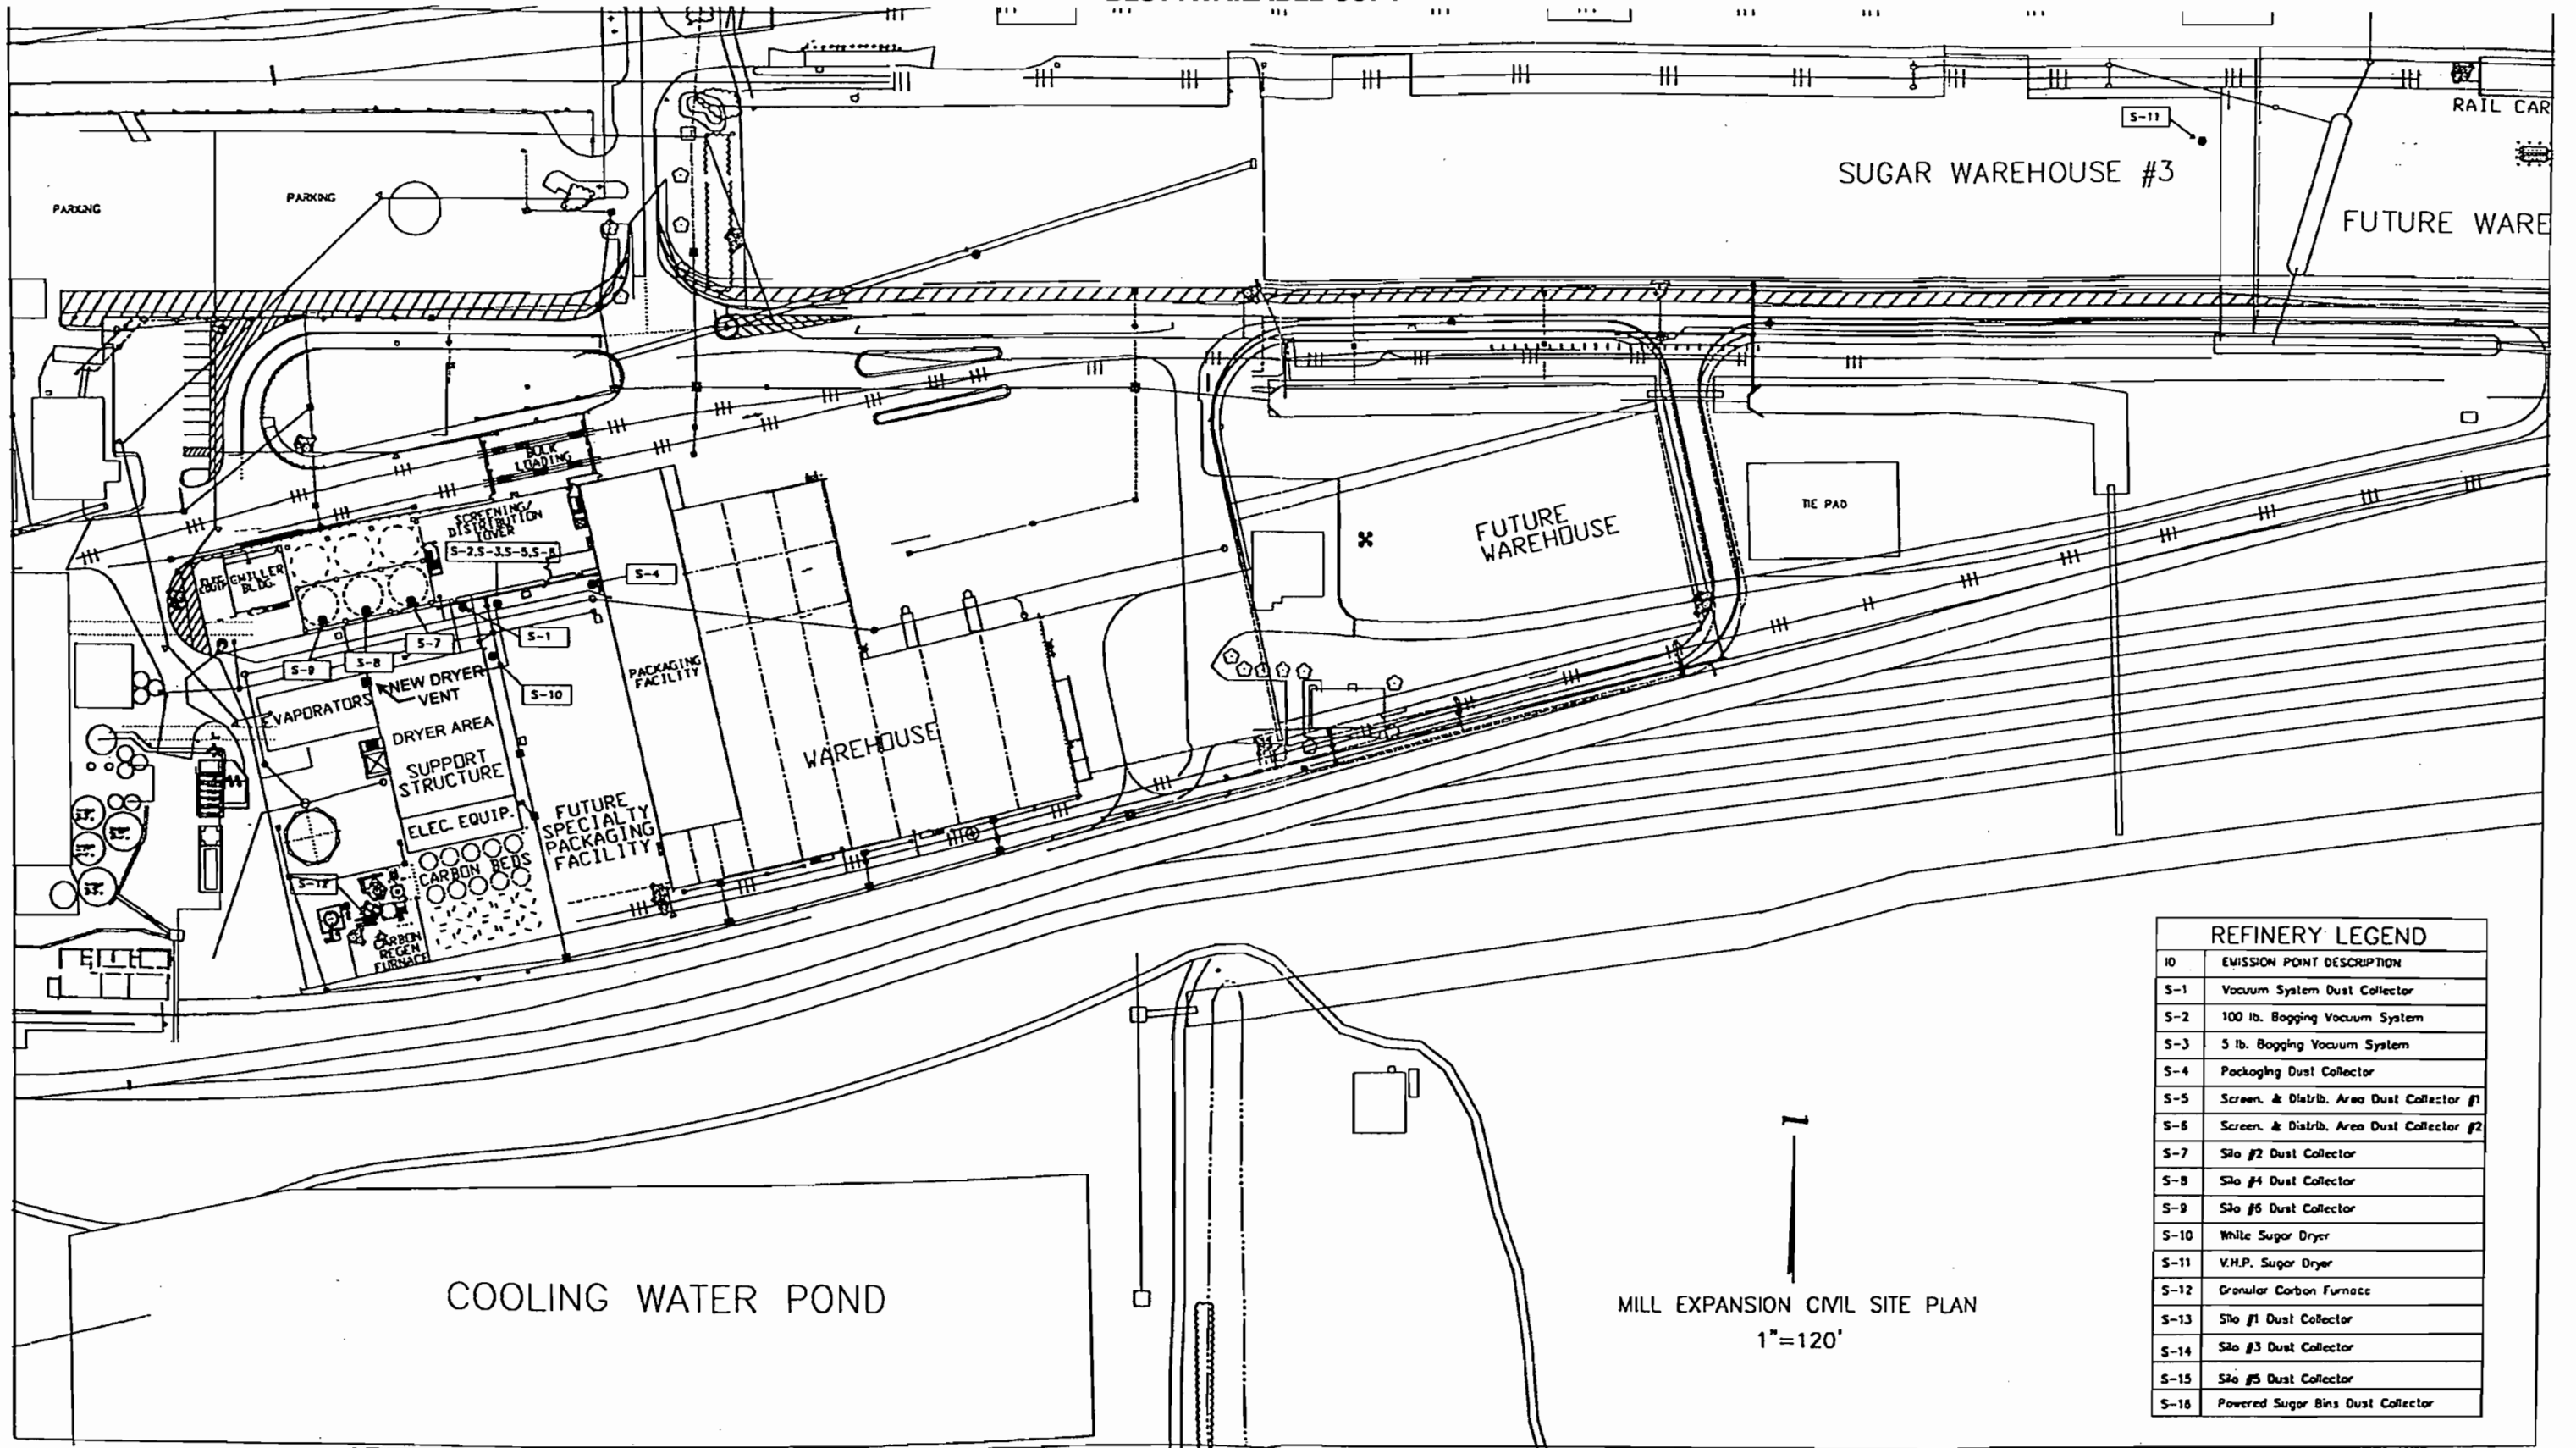 RAIL CAR
S-11
SUGAR WAREHOUSE #3
FUTURE WARE
PARKING
PARKING
BULK
LOADING
SCREENING/
DISTRIBUTION
TOWER
S-2,S-3,S-5,S-6
S-4
CHILLER
BLDG.
S-1
S-7
S-8
S-9
S-10
NEW DRYER
VENT
EVAPORATORS
DRYER AREA
SUPPORT
STRUCTURE
ELEC. EQUIP.
CARBON BEDS
S-12
CARBON
REGEN
FURNACE
FUTURE
SPECIALTY
PACKAGING
FACILITY
PACKAGING
FACILITY
WAREHOUSE
FUTURE
WAREHOUSE
TIE PAD
COOLING WATER POND
MILL EXPANSION CIVIL SITE PLAN
1"=120'
REFINERY LEGEND
ID EMISSION POINT DESCRIPTION
S-1 Vacuum System Dust Collector
S-2 100 lb. Bagging Vacuum System
S-3 5 lb. Bagging Vacuum System
S-4 Packaging Dust Collector
S-5 Screen. & Distrib. Area Dust Collector #1
S-6 Screen. & Distrib. Area Dust Collector #2
S-7 Silo #2 Dust Collector
S-8 Silo #4 Dust Collector
S-9 Silo #6 Dust Collector
S-10 White Sugar Dryer
S-11 V.H.P. Sugar Dryer
S-12 Granular Carbon Furnace
S-13 Silo #1 Dust Collector
S-14 Silo #3 Dust Collector
S-15 Silo #5 Dust Collector
S-16 Powered Sugar Bins Dust Collector